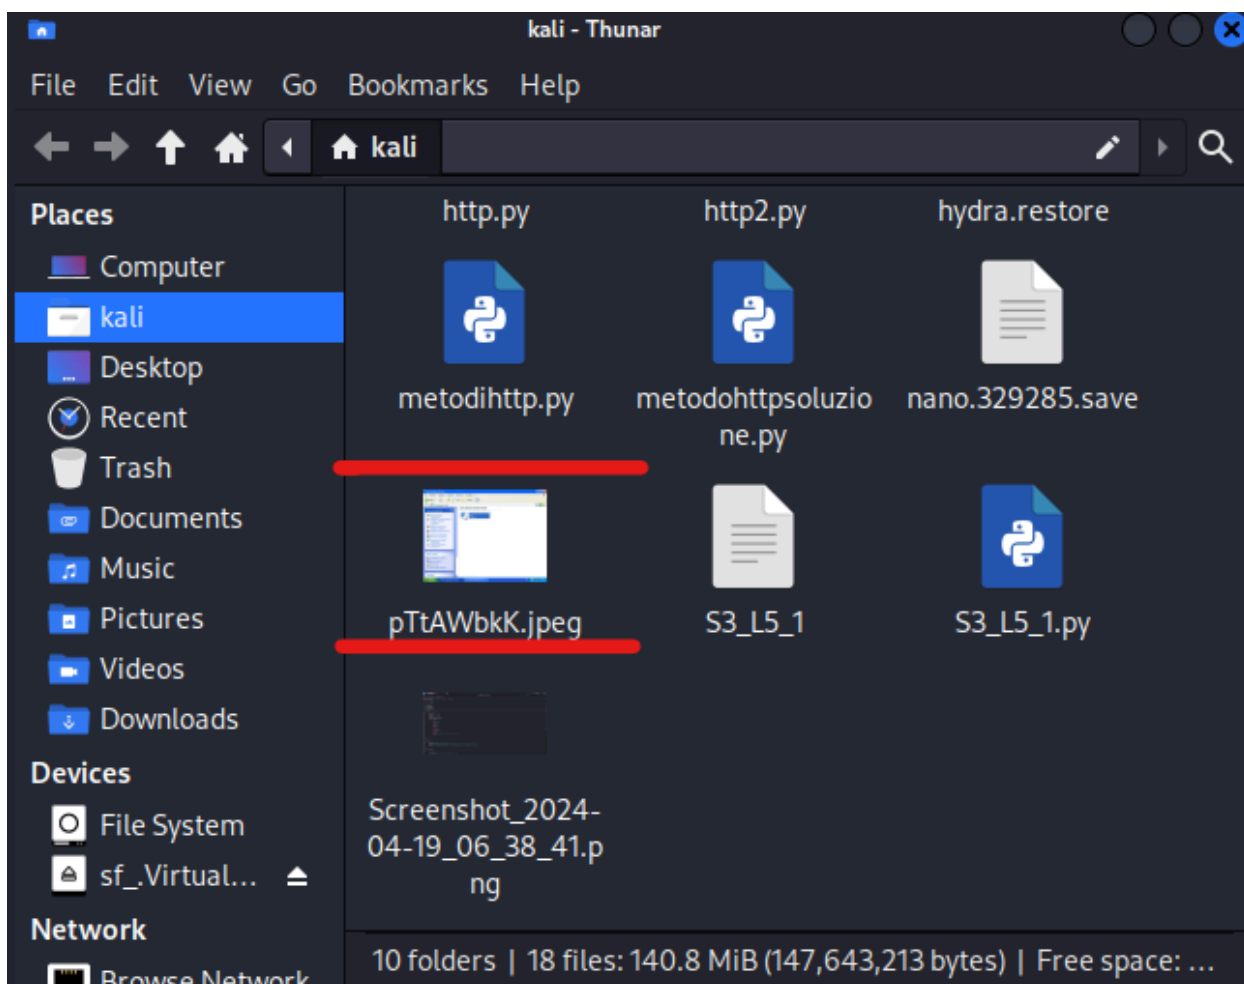 kali - Thunar
File Edit View Go Bookmarks Help
kali
Places
Computer
kali
Desktop
Recent
Trash
Documents
Music
Pictures
Videos
Downloads
Devices
File System
sf_.Virtual...
Network
Browse Network
http.py http2.py hydra.restore
metodihttp.py metodohttpsoluzio nano.329285.save
ne.py
pTtAWbkK.jpeg S3_L5_1 S3_L5_1.py
Screenshot_2024-
04-19_06_38_41.p
ng
10 folders | 18 files: 140.8 MiB (147,643,213 bytes) | Free space: ...